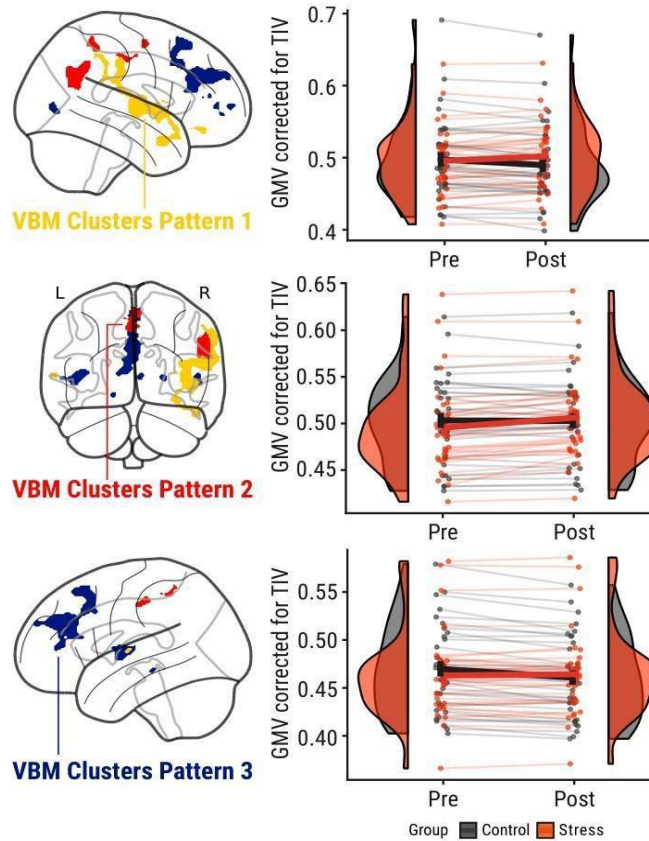 0.7
0.6
0.5
0.4
GMV corrected for TIV
Pre Post
VBM Clusters Pattern 1
L R
0.65
0.60
0.55
0.50
0.45
GMV corrected for TIV
Pre Post
VBM Clusters Pattern 2
0.55
0.50
0.45
0.40
GMV corrected for TIV
Pre Post
VBM Clusters Pattern 3
Group Control Stress